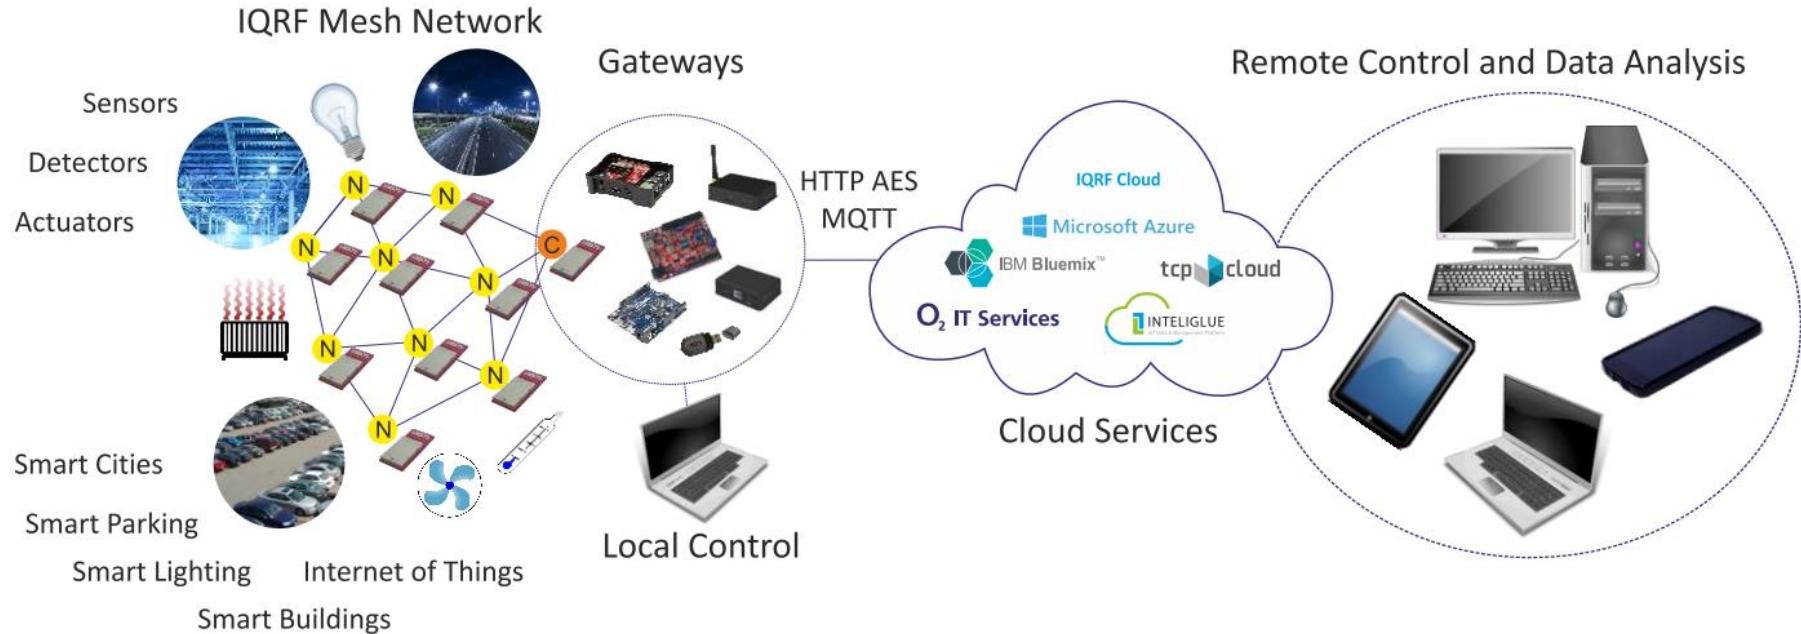 IQRF Mesh Network
Gateways
Remote Control and Data Analysis
Sensors
Detectors
Actuators
N
N
N
N
N
N
N
N
N
C
HTTP AES
MQTT
IQRF Cloud
Microsoft Azure
IBM Bluemix™
tcp cloud
O2 IT Services
INTELIGLUE
Cloud Services
Local Control
Smart Cities
Smart Parking
Smart Lighting
Internet of Things
Smart Buildings